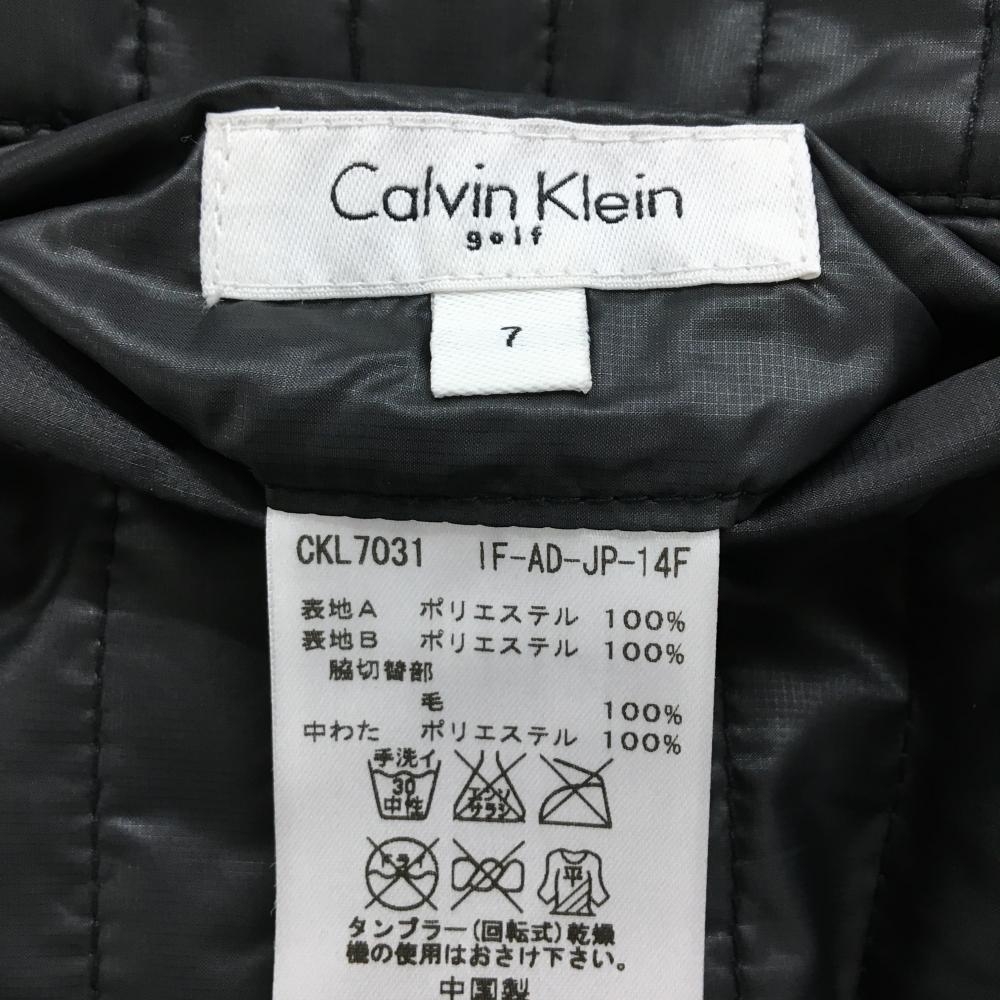 Calvin Klein
golf
7
CKL7031 IF-AD-JP-14F
表地A ポリエステル 100%
表地B ポリエステル 100%
脇切替部
毛 100%
中わた ポリエステル 100%
手洗イ
30
中性
エンソ
サラシ
ドライ
平
タンブラー(回転式)乾燥
機の使用はおさけ下さい。
中国製